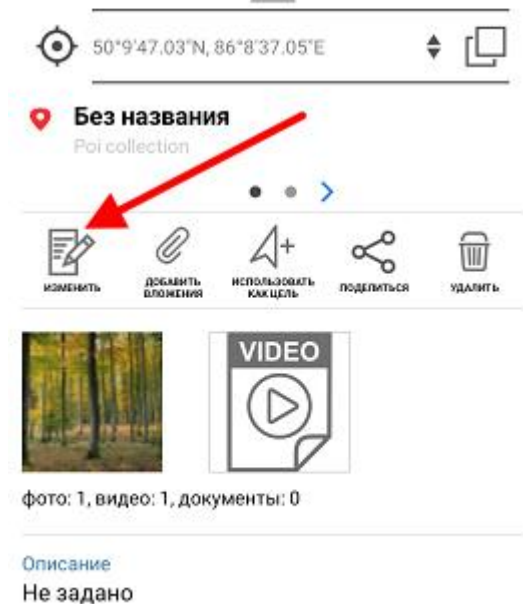 50°9'47.03"N, 86°8'37.05"E
Без названия
Poi collection
ИЗМЕНИТЬ
ДОБАВИТЬ ВЛОЖЕНИЯ
ИСПОЛЬЗОВАТЬ КАК ЦЕЛЬ
ПОДЕЛИТЬСЯ
УДАЛИТЬ
VIDEO
фото: 1, видео: 1, документы: 0
Описание
Не задано